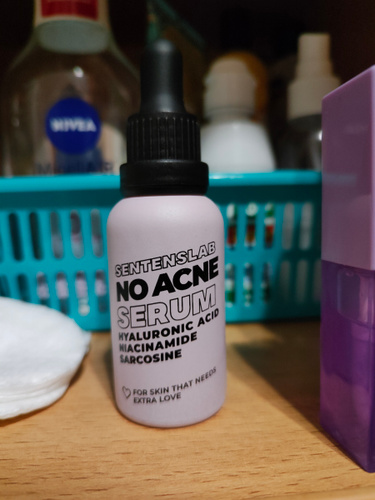 NIVEA
SENTENSLAB
NO ACNE
SERUM
HYALURONIC ACID
NIACINAMIDE
SARCOSINE
FOR SKIN THAT NEEDS
EXTRA LOVE